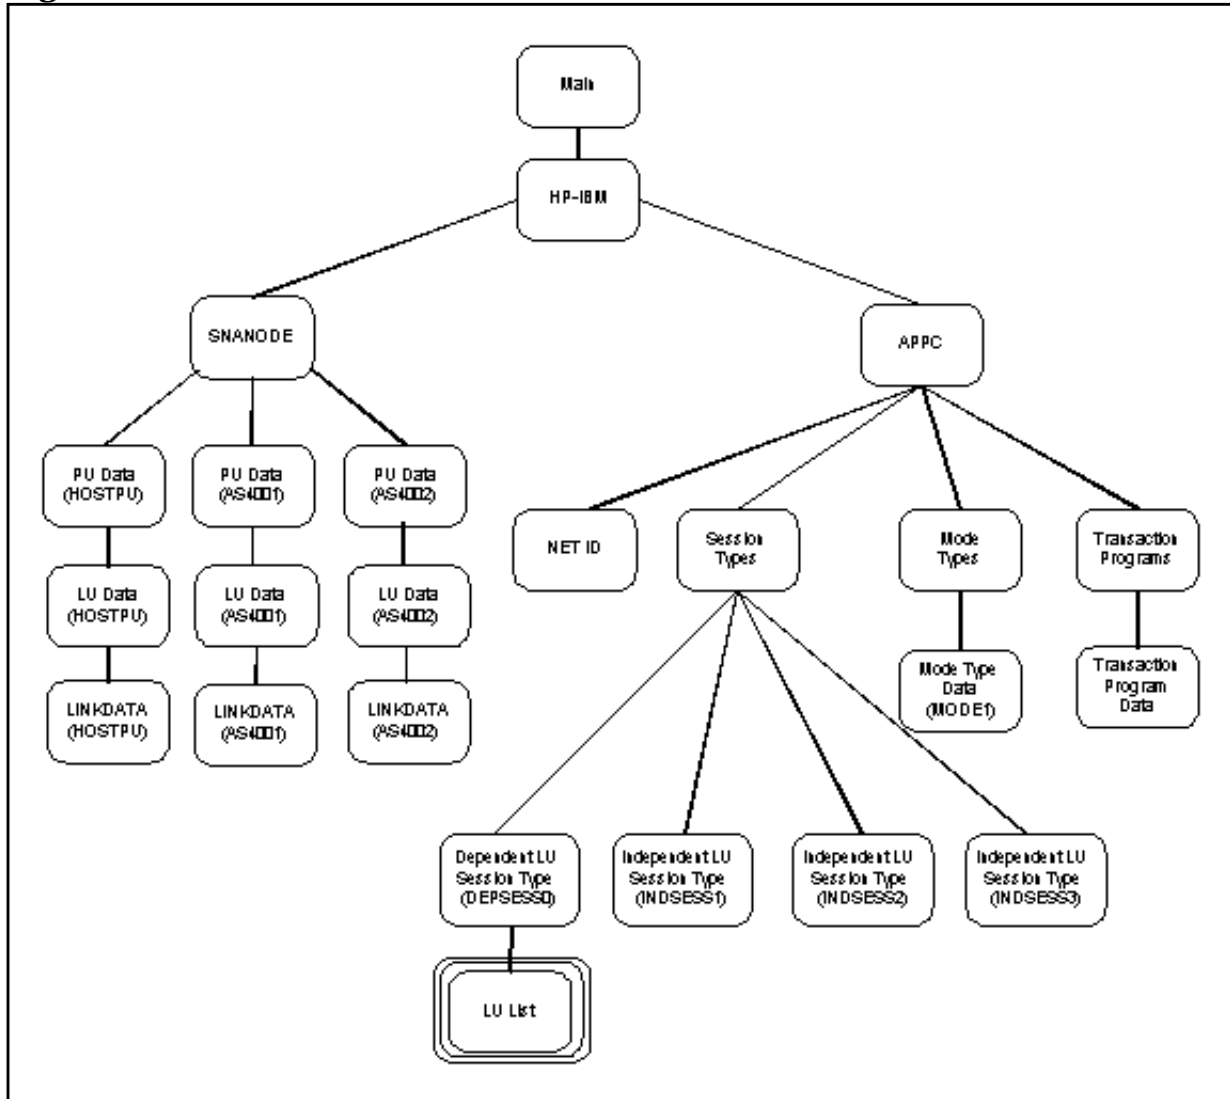 Main
HP-IBM
SNANODE
APPC
PU Data
(HOSTPU)
PU Data
(AS4001)
PU Data
(AS4002)
NET ID
Session
Types
Mode
Types
Transaction
Programs
LU Data
(HOSTPU)
LU Data
(AS4001)
LU Data
(AS4002)
LINKDATA
(HOSTPU)
LINKDATA
(AS4001)
LINKDATA
(AS4002)
Mode Type
Data
(MODE1)
Transaction
Program
Data
Dependent LU
Session Type
(DEPSESS0)
Independent LU
Session Type
(INDSESS1)
Independent LU
Session Type
(INDSESS2)
Independent LU
Session Type
(INDSESS3)
LU List